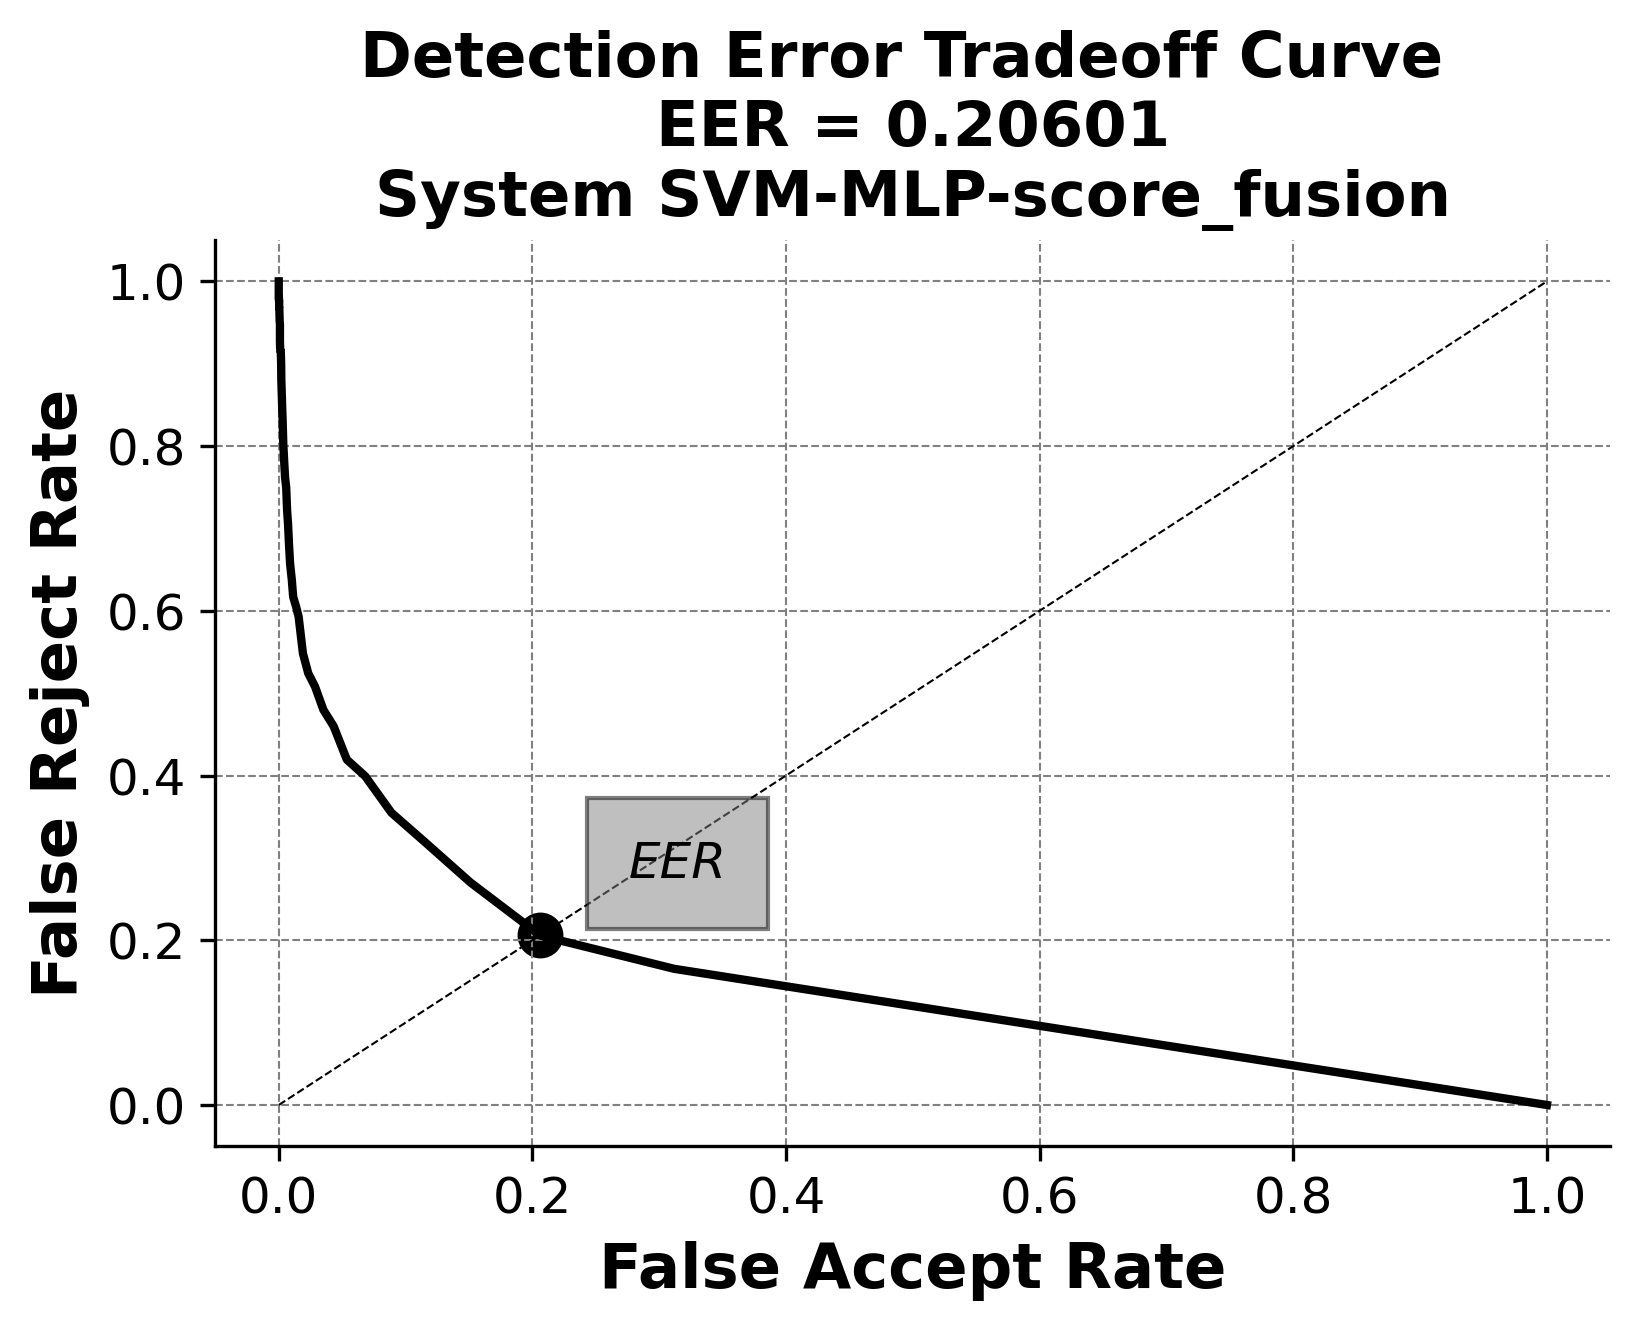 Detection Error Tradeoff Curve
EER = 0.20601
System SVM-MLP-score_fusion
False Reject Rate
1.0
0.8
0.6
0.4
0.2
0.0
EER
0.0 0.2 0.4 0.6 0.8 1.0
False Accept Rate